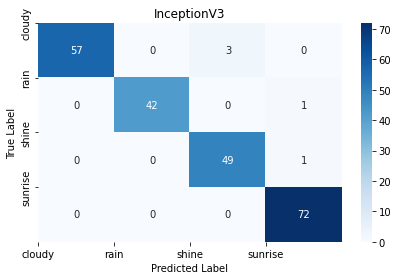 InceptionV3
True Label
cloudy
57 0 3 0
rain
0 42 0 1
shine
0 0 49 1
sunrise
0 0 0 72
cloudy rain shine sunrise
Predicted Label
70
60
50
40
30
20
10
0